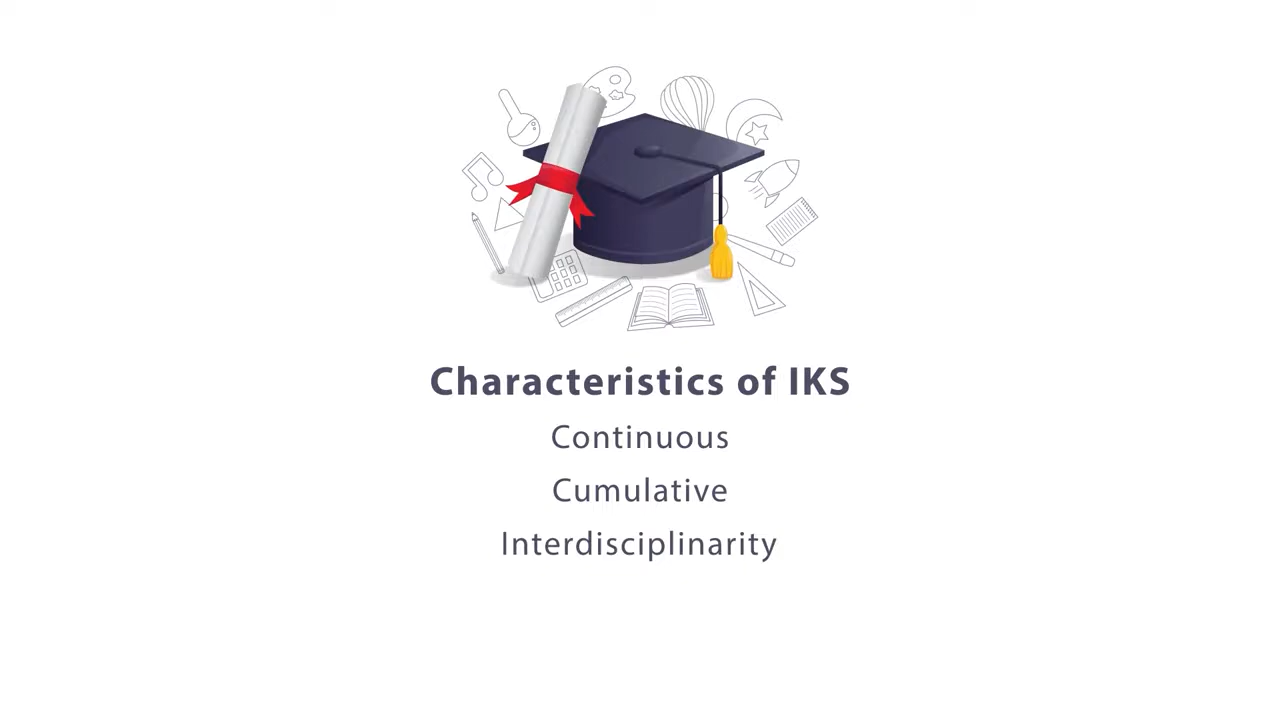 Characteristics of IKS
Continuous
Cumulative
Interdisciplinarity